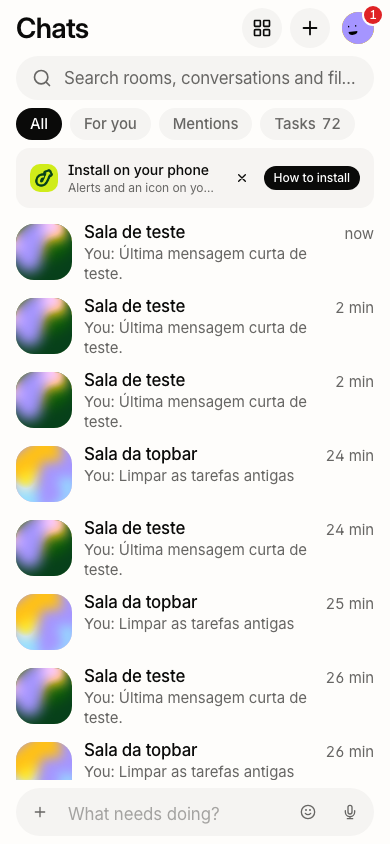 Chats
1
Search rooms, conversations and fil...
All
For you
Mentions
Tasks 72
Install on your phone
Alerts and an icon on yo...
How to install
Sala de teste
now
You: Última mensagem curta de
teste.
Sala de teste
2 min
You: Última mensagem curta de
teste.
Sala de teste
2 min
You: Última mensagem curta de
teste.
Sala da topbar
24 min
You: Limpar as tarefas antigas
Sala de teste
24 min
You: Última mensagem curta de
teste.
Sala da topbar
25 min
You: Limpar as tarefas antigas
Sala de teste
26 min
You: Última mensagem curta de
teste.
Sala da topbar
26 min
You: Limpar as tarefas antigas
What needs doing?